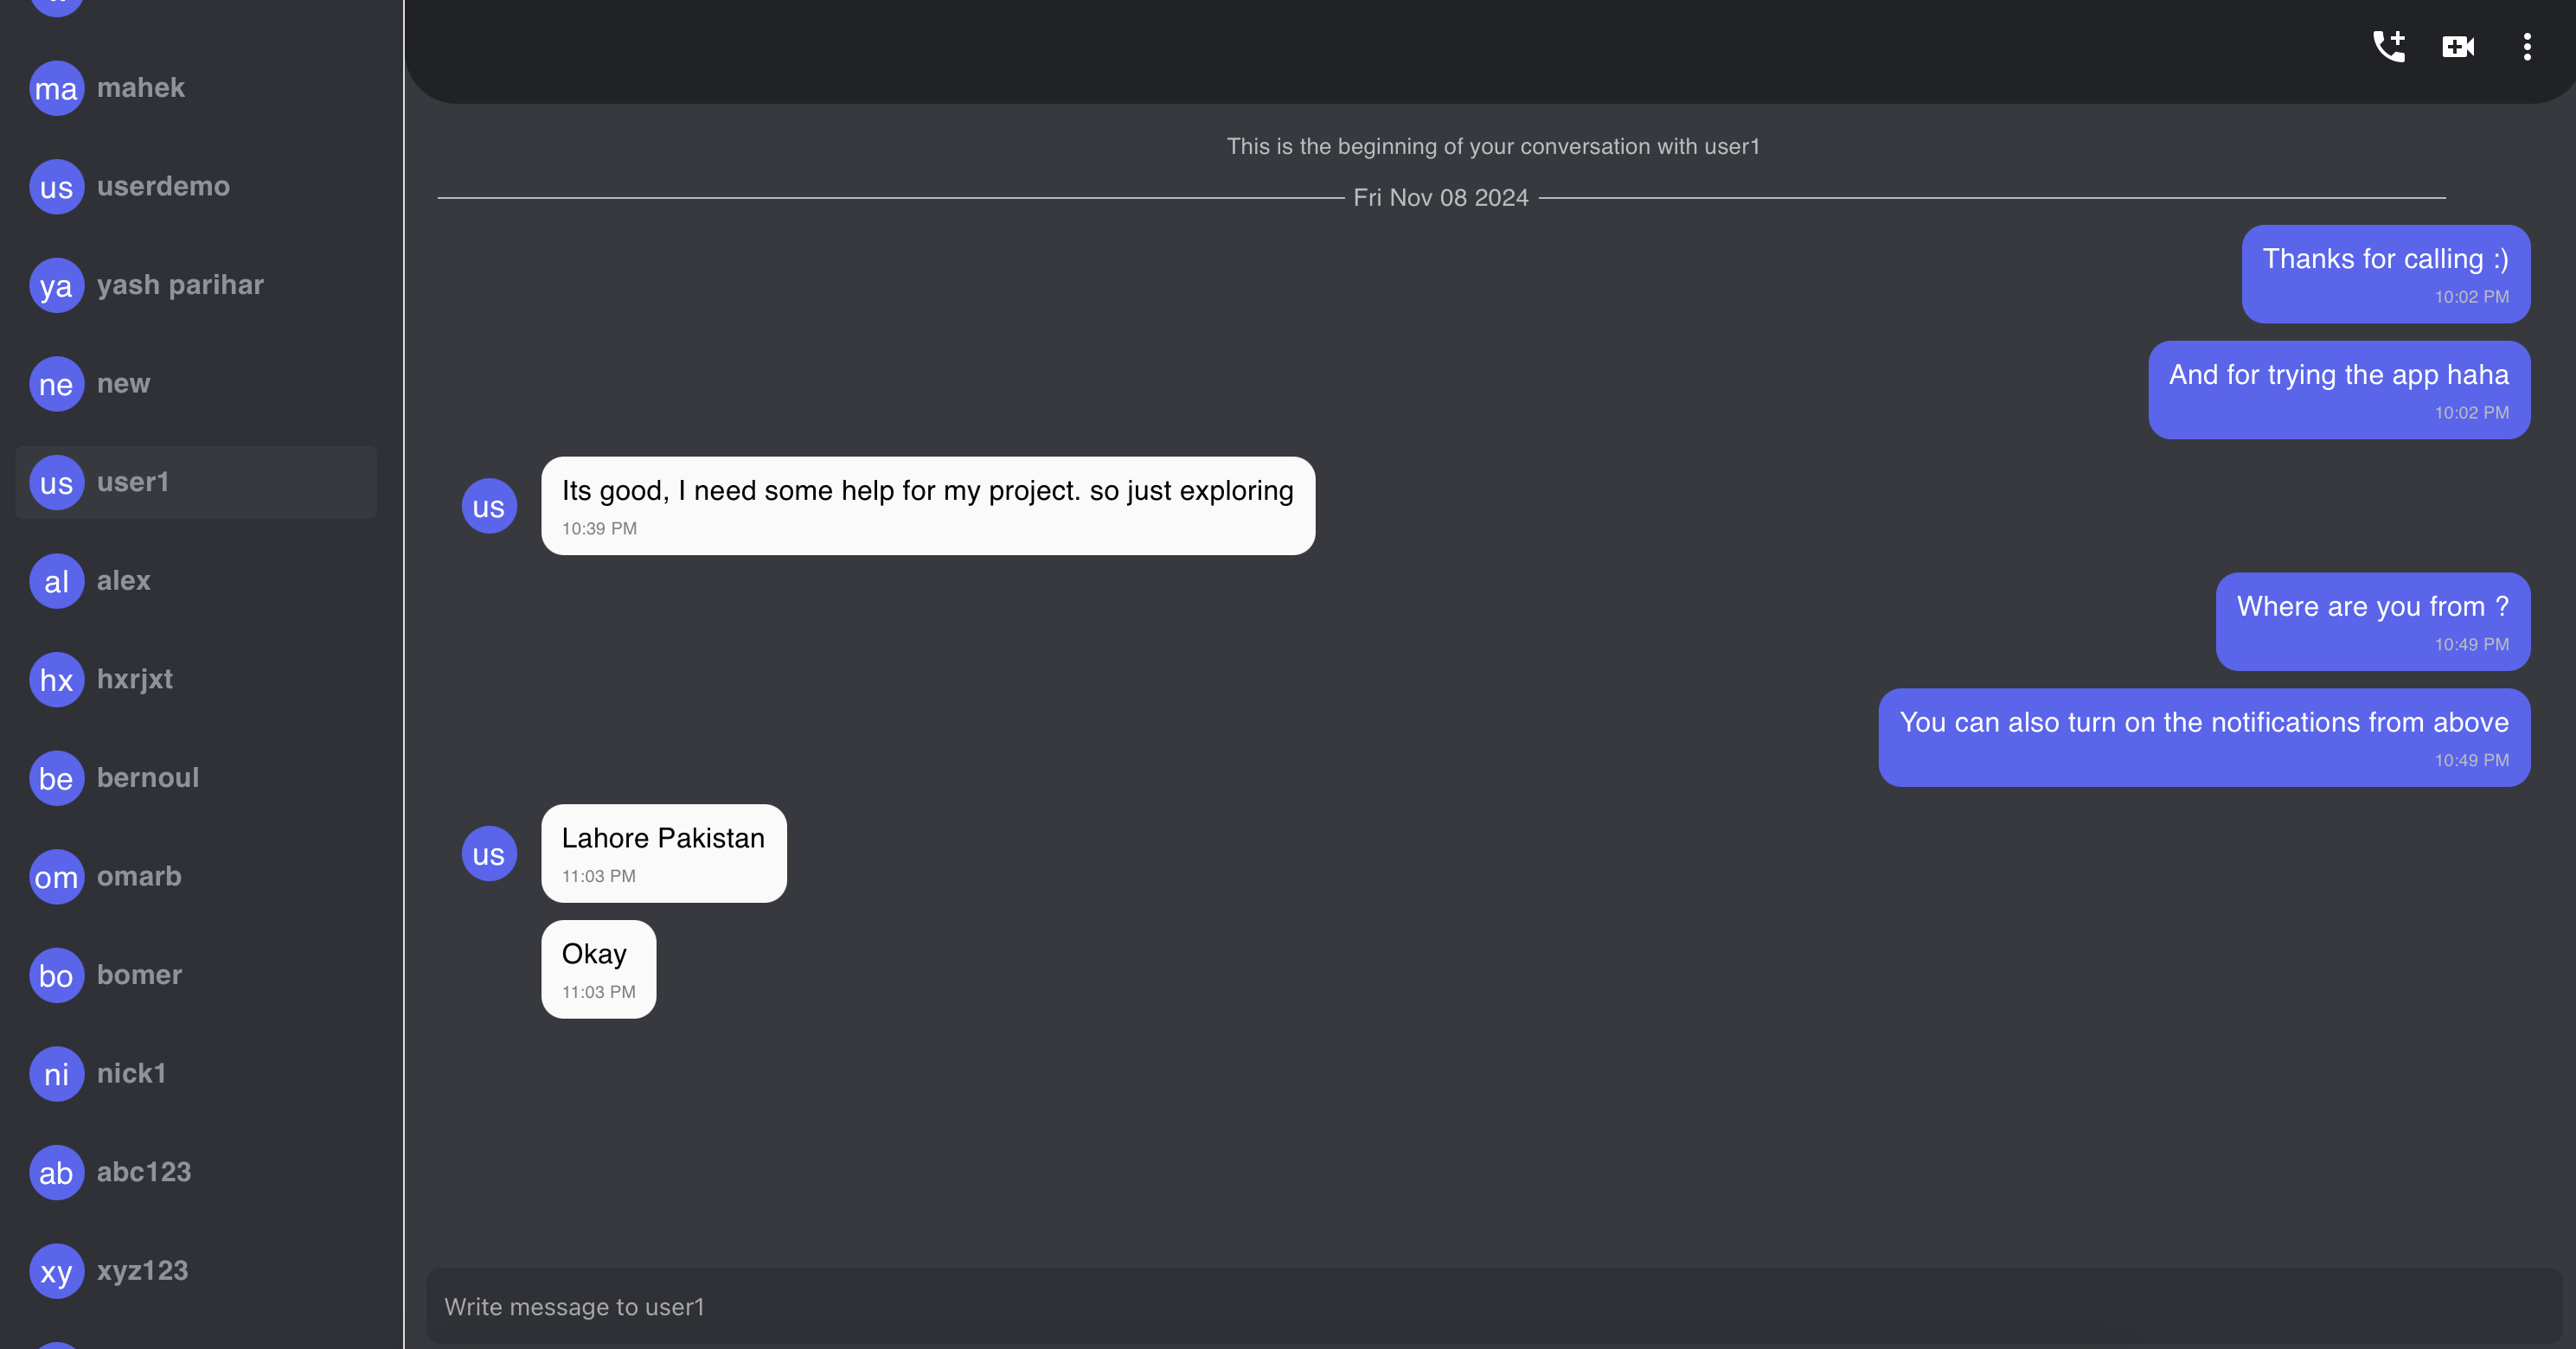 ma mahek
us userdemo
ya yash parihar
ne new
us user1
al alex
hx hxrjxt
be bernoul
om omarb
bo bomer
ni nick1
ab abc123
xy xyz123
This is the beginning of your conversation with user1
Fri Nov 08 2024
Thanks for calling :)
10:02 PM
And for trying the app haha
10:02 PM
us
Its good, I need some help for my project. so just exploring
10:39 PM
Where are you from ?
10:49 PM
You can also turn on the notifications from above
10:49 PM
us
Lahore Pakistan
11:03 PM
Okay
11:03 PM
Write message to user1